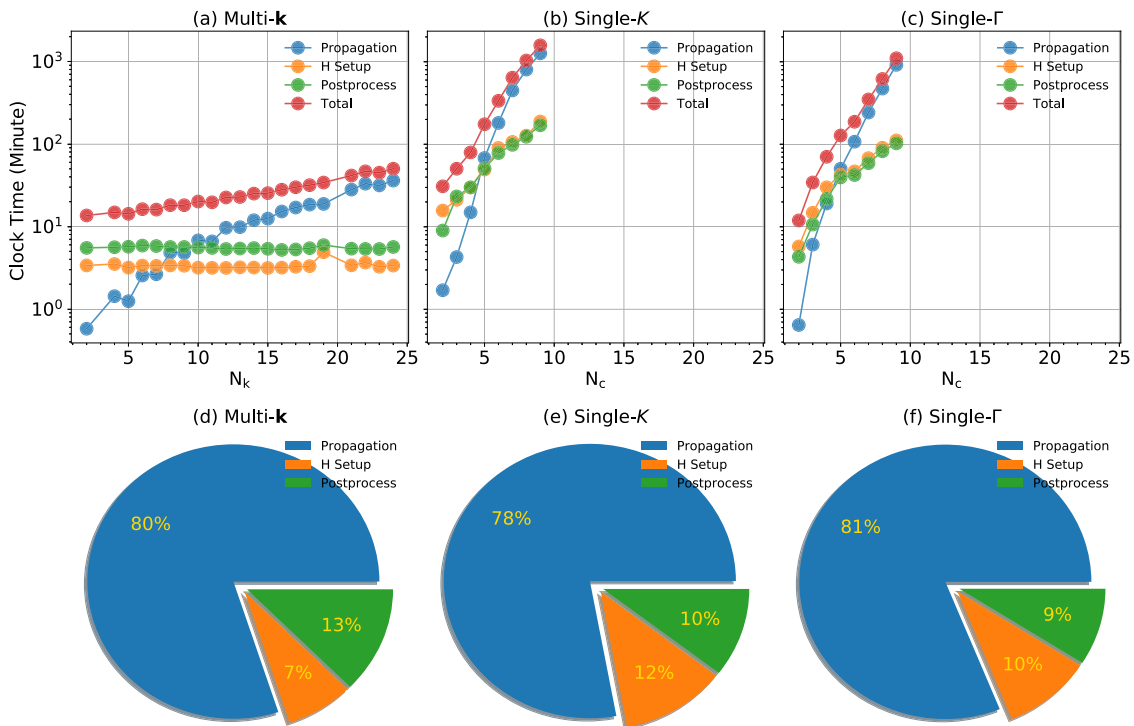 (a) Multi-k
(b) Single-K
(c) Single-Γ
Clock Time (Minute)
10³
10²
10¹
10⁰
Propagation
H Setup
Postprocess
Total
Propagation
H Setup
Postprocess
Total
Propagation
H Setup
Postprocess
Total
5 10 15 20 25
5 10 15 20 25
5 10 15 20 25
Nₖ
N꜀
N꜀
(d) Multi-k
Propagation
H Setup
Postprocess
80%
13%
7%
(e) Single-K
Propagation
H Setup
Postprocess
78%
10%
12%
(f) Single-Γ
Propagation
H Setup
Postprocess
81%
9%
10%